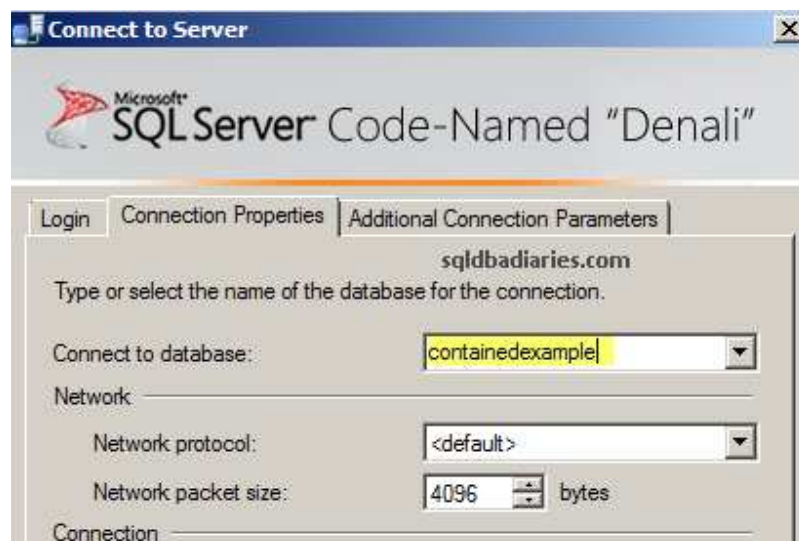 Connect to Server
Microsoft®
SQL Server Code-Named "Denali"
Login Connection Properties Additional Connection Parameters
sqldbadiaries.com
Type or select the name of the database for the connection.
Connect to database: containedexample
Network
Network protocol: <default>
Network packet size: 4096 bytes
Connection